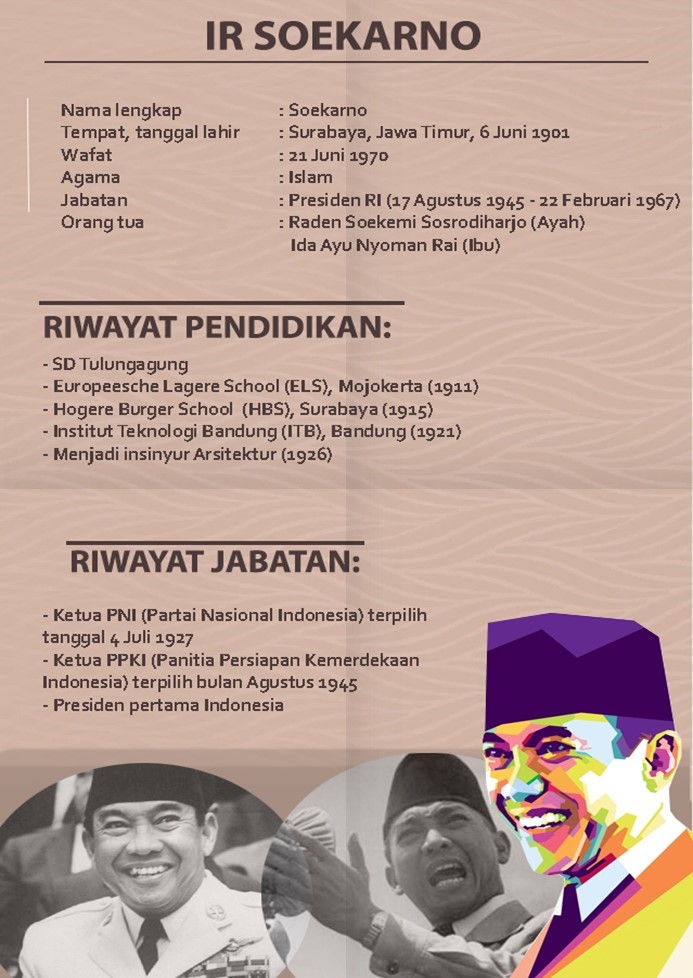 IR SOEKARNO
Nama lengkap : Soekarno
Tempat, tanggal lahir : Surabaya, Jawa Timur, 6 Juni 1901
Wafat : 21 Juni 1970
Agama : Islam
Jabatan : Presiden RI (17 Agustus 1945 - 22 Februari 1967)
Orang tua : Raden Soekemi Sosrodiharjo (Ayah)
Ida Ayu Nyoman Rai (Ibu)
RIWAYAT PENDIDIKAN:
- SD Tulungagung
- Europeesche Lagere School (ELS), Mojokerta (1911)
- Hogere Burger School (HBS), Surabaya (1915)
- Institut Teknologi Bandung (ITB), Bandung (1921)
- Menjadi insinyur Arsitektur (1926)
RIWAYAT JABATAN:
- Ketua PNI (Partai Nasional Indonesia) terpilih
tanggal 4 Juli 1927
- Ketua PPKI (Panitia Persiapan Kemerdekaan
Indonesia) terpilih bulan Agustus 1945
- Presiden pertama Indonesia